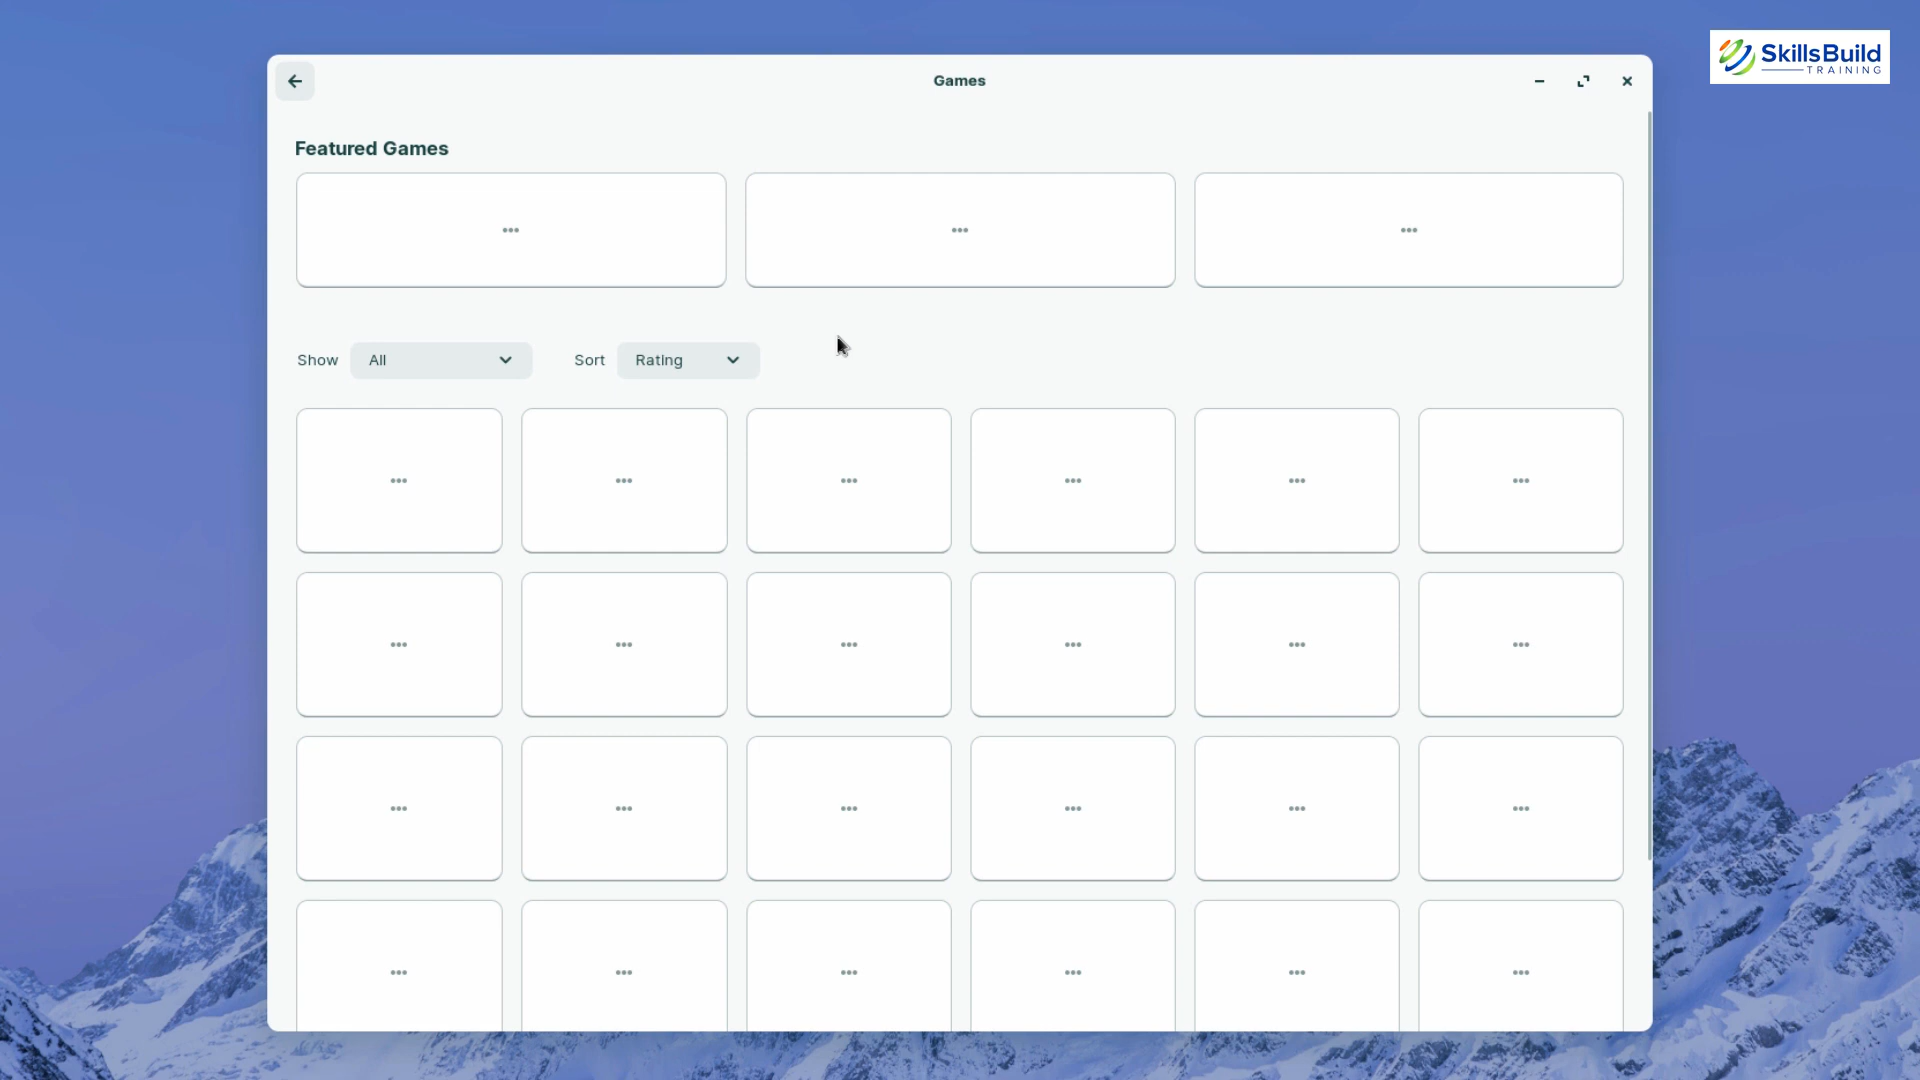 SkillsBuild
TRAINING
Games
Featured Games
Show All Sort Rating